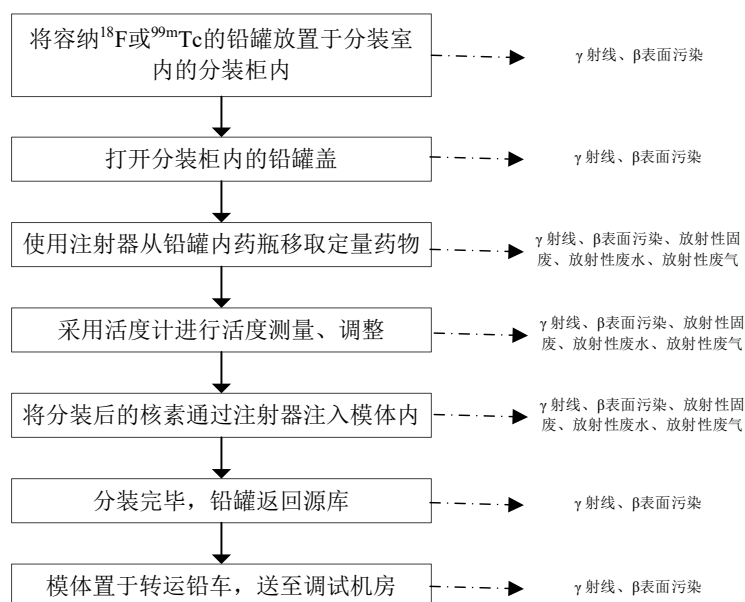 将容纳¹⁸F或⁹⁹ᵐTc的铅罐放置于分装室
内的分装柜内
γ 射线、β表面污染
打开分装柜内的铅罐盖
γ 射线、β表面污染
使用注射器从铅罐内药瓶移取定量药物
γ 射线、β表面污染、放射性固
废、放射性废水、放射性废气
采用活度计进行活度测量、调整
γ 射线、β表面污染、放射性固
废、放射性废水、放射性废气
将分装后的核素通过注射器注入模体内
γ 射线、β表面污染、放射性固
废、放射性废水、放射性废气
分装完毕，铅罐返回源库
γ 射线、β表面污染
模体置于转运铅车，送至调试机房
γ 射线、β表面污染